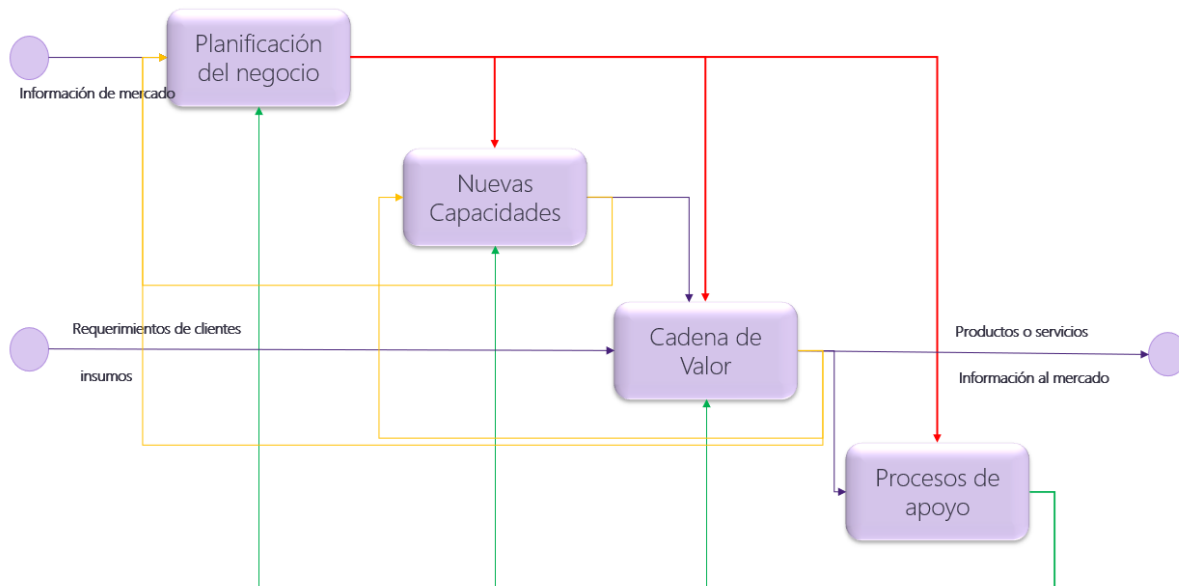 Planificación
del negocio
Información de mercado
Nuevas
Capacidades
Requerimientos de clientes
insumos
Cadena de
Valor
Productos o servicios
Información al mercado
Procesos de
apoyo